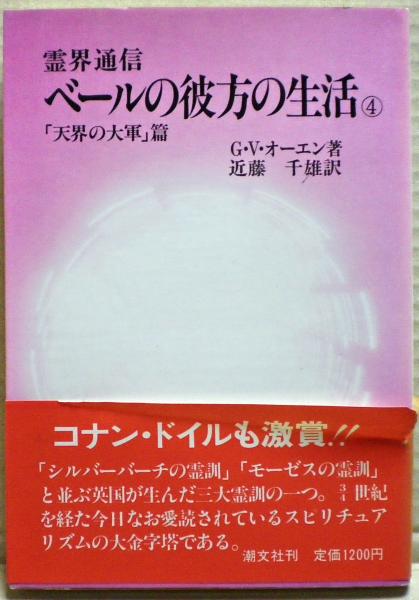 霊界通信
ベールの彼方の生活④
「天界の大軍」篇
G・V・オーエン著
近藤 千雄訳
コナン・ドイルも激賞!!
「シルバーバーチの霊訓」「モーゼスの霊訓」
と並ぶ英国が生んだ三大霊訓の一つ。3/4世紀
を経た今日なお愛読されているスピリチュア
リズムの大金字塔である。
潮文社刊 定価1200円